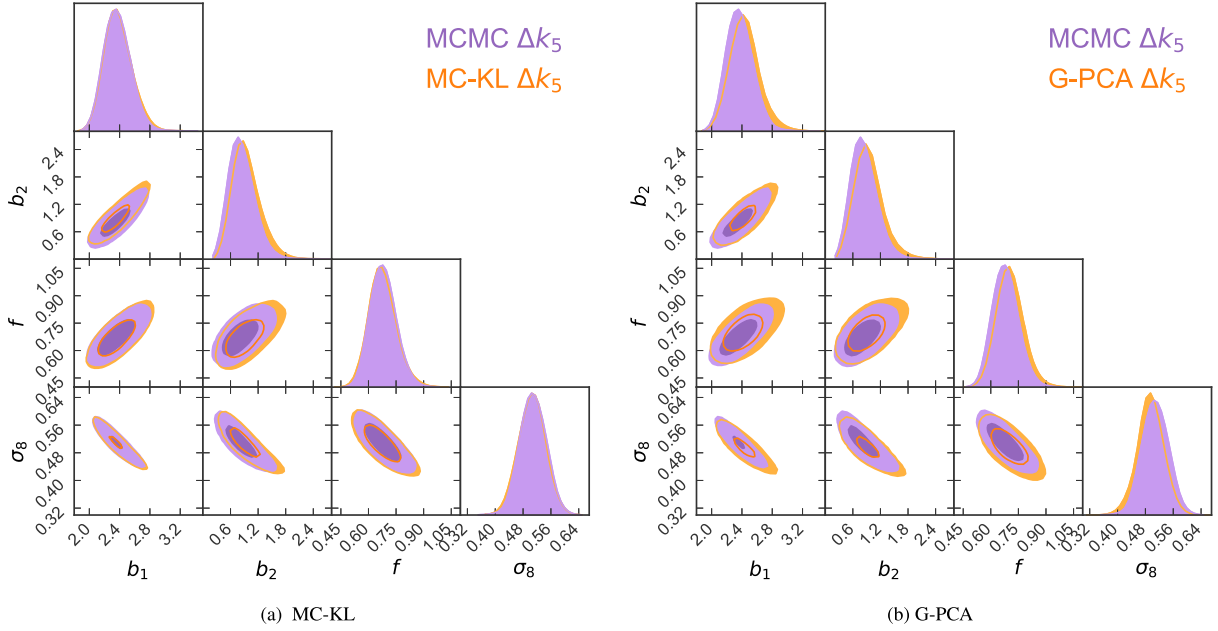 MCMC Δk₅
MC-KL Δk₅
b₂
2.4
1.8
1.2
0.6
f
1.05
0.90
0.75
0.60
0.45
σ₈
0.64
0.56
0.48
0.40
0.32
2.0 2.4 2.8 3.2
0.6 1.2 1.8 2.4
0.45 0.60 0.75 0.90 1.05
0.32 0.40 0.48 0.56 0.64
b₁ b₂ f σ₈
(a) MC-KL
MCMC Δk₅
G-PCA Δk₅
b₂
2.4
1.8
1.2
0.6
f
1.05
0.90
0.75
0.60
0.45
σ₈
0.64
0.56
0.48
0.40
0.32
2.0 2.4 2.8 3.2
0.6 1.2 1.8 2.4
0.45 0.60 0.75 0.90 1.05
0.32 0.40 0.48 0.56 0.64
b₁ b₂ f σ₈
(b) G-PCA